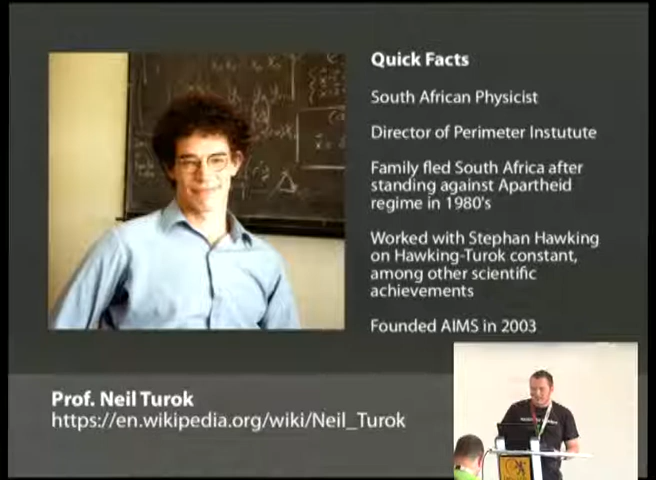 Quick Facts
South African Physicist
Director of Perimeter Instutute
Family fled South Africa after
standing against Apartheid
regime in 1980's
Worked with Stephan Hawking
on Hawking-Turok constant,
among other scientific
achievements
Founded AIMS in 2003
Prof. Neil Turok
https://en.wikipedia.org/wiki/Neil_Turok